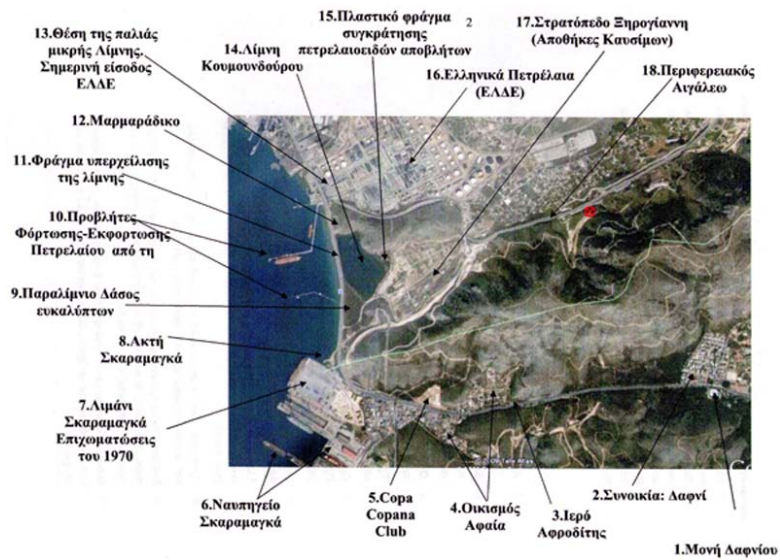 2
15.Πλαστικό φράγμα
συγκράτησης
πετρελαιοειδών αποβλήτων
17.Στρατόπεδο Ξηρογίαννη
(Αποθήκες Καυσίμων)
13.Θέση της παλιάς
μικρής Λίμνης.
Σημερινή είσοδος
ΕΛΔΕ
14.Λίμνη
Κουμουνδούρου
16.Ελληνικά Πετρέλαια
(ΕΛΔΕ)
18.Περιφερειακός
Αιγάλεω
12.Μαρμαράδικο
11.Φράγμα υπερχείλισης
της λίμνης
10.Προβλήτες
Φόρτωσης-Εκφορτωσης
Πετρελαίου από τη
9.Παραλίμνιο Δάσος
ευκαλύπτων
8.Ακτή
Σκαραμαγκά
7.Λιμάνι
Σκαραμαγκά
Επιχωματώσεις
του 1970
6.Ναυπηγείο
Σκαραμαγκά
5.Copa
Copana
Club
4.Οικισμός
Αφαία
3.Ιερό
Αφροδίτης
2.Συνοικία: Δαφνί
1.Μονή Δαφνίου